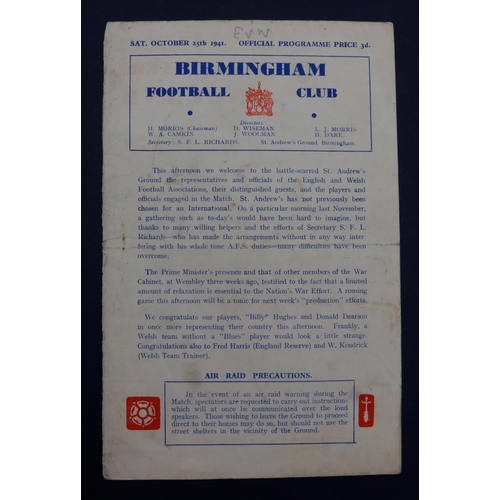 EVW
SAT. OCTOBER 25th 1941. OFFICIAL PROGRAMME PRICE 3d.
BIRMINGHAM
FOOTBALL CLUB
Directors:
H. MORRIS (Chairman) D. WISEMAN L. J. MORRIS
W. A. CAMKIN J. WOOLMAN H. DARE.
Secretary: S. F. L. RICHARDS. St. Andrew's Ground, Birmingham.
This afternoon we welcome to the battle-scarred St. Andrew's
Ground the representatives and officials of the English and Welsh
Football Associations, their distinguished guests, and the players and
officials engaged in the Match. St. Andrew's has not previously been
chosen for an International. On a particular morning last November,
a gathering such as to-day's would have been hard to imagine, but
thanks to many willing helpers and the efforts of Secretary S. F. L.
Richards—who has made the arrangements without in any way inter-
fering with his whole time A.F.S. duties—many difficulties have been
overcome.
The Prime Minister's presence and that of other members of the War
Cabinet, at Wembley three weeks ago, testified to the fact that a limited
amount of relaxation is essential to the Nation's War Effort. A rousing
game this afternoon will be a tonic for next week's "production" efforts.
We congratulate our players, "Billy" Hughes and Donald Dearson
in once more representing their country this afternoon. Frankly, a
Welsh team without a "Blues" player would look a little strange.
Congratulations also to Fred Harris (England Reserve) and W. Kendrick
(Welsh Team Trainer).
AIR RAID PRECAUTIONS.
In the event of an air raid warning during the
Match, spectators are requested to carry out instructions
which will at once be communicated over the loud
speakers. Those wishing to leave the Ground to proceed
direct to their homes may do so, but should not use the
street shelters in the vicinity of the Ground.